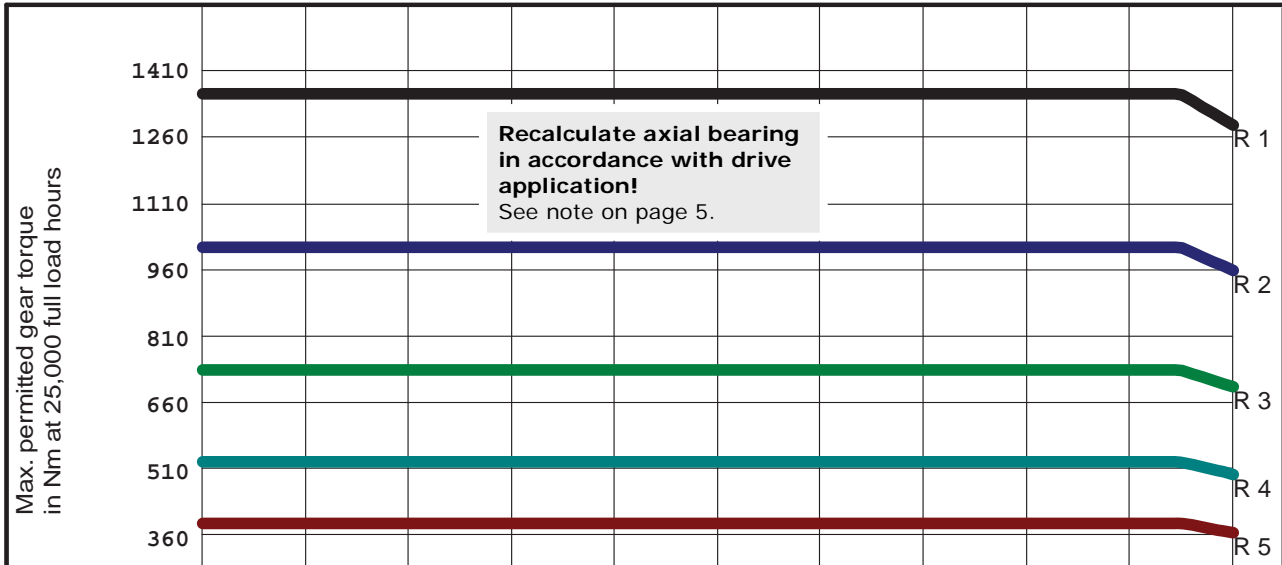 Max. permitted gear torque
in Nm at 25,000 full load hours
1410
1260
1110
960
810
660
510
360
Recalculate axial bearing
in accordance with drive
application!
See note on page 5.
R 1
R 2
R 3
R 4
R 5